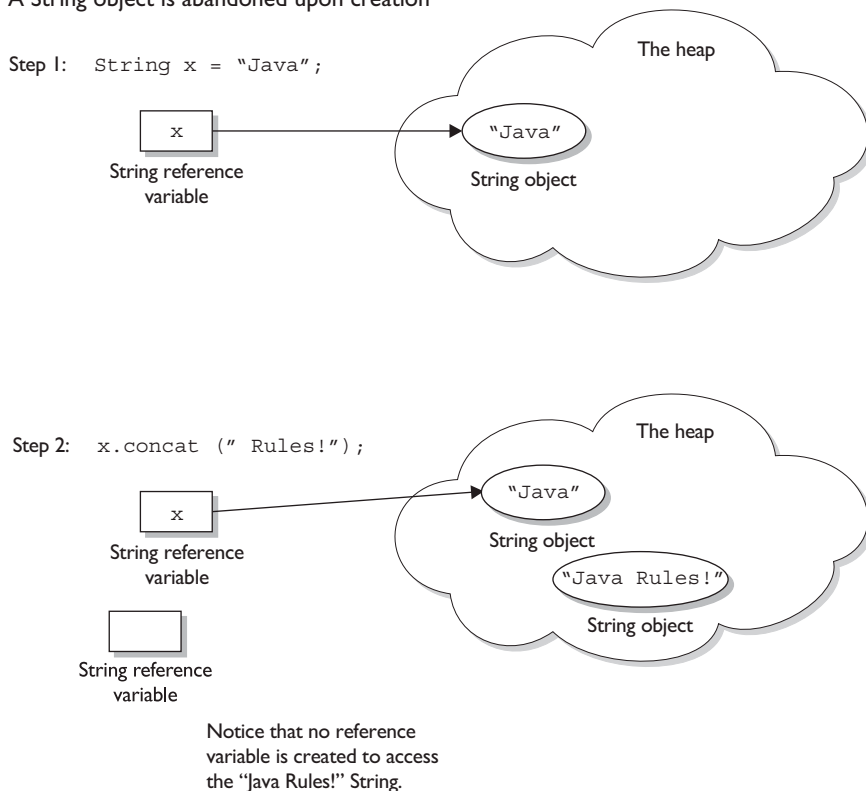 A String object is abandoned upon creation
Step 1: String x = “Java”;
The heap
x
“Java”
String reference
variable
String object
Step 2: x.concat (” Rules!”);
The heap
x
“Java”
String reference
variable
String object
“Java Rules!”
String object
String reference
variable
Notice that no reference
variable is created to access
the “Java Rules!” String.